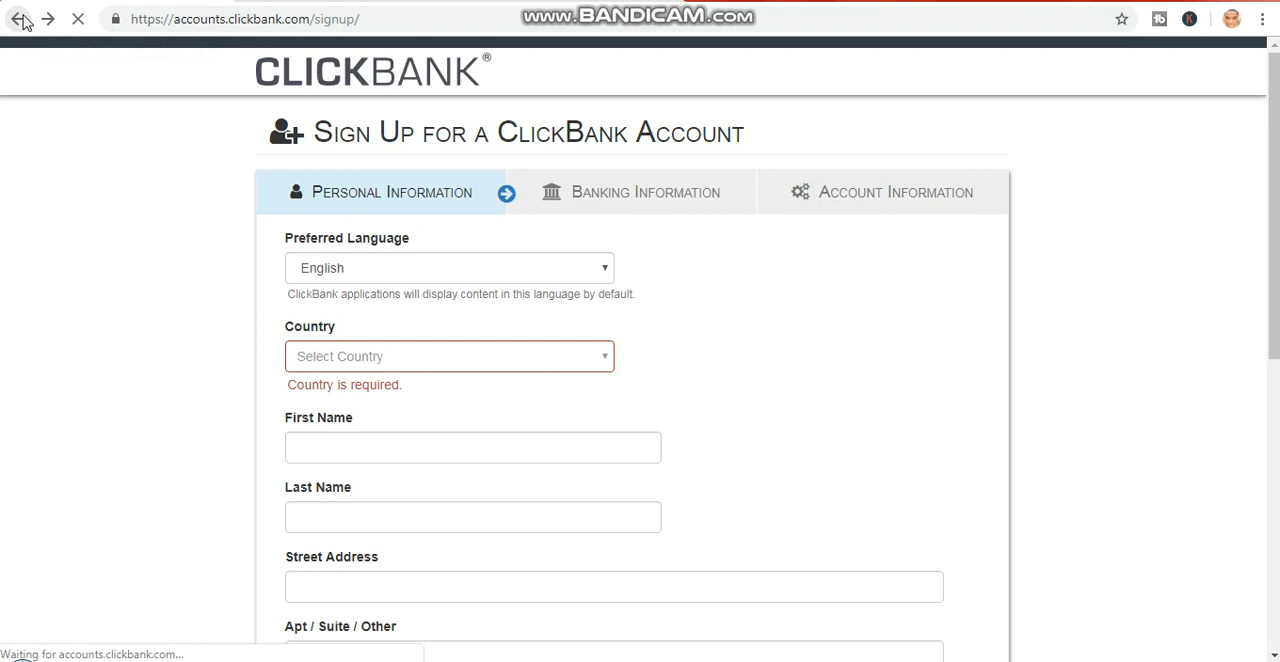 https://accounts.clickbank.com/signup/
WWW.BANDICAM.COM
CLICKBANK®
SIGN UP FOR A CLICKBANK ACCOUNT
PERSONAL INFORMATION
BANKING INFORMATION
ACCOUNT INFORMATION
Preferred Language
English
ClickBank applications will display content in this language by default.
Country
Select Country
Country is required.
First Name
Last Name
Street Address
Apt / Suite / Other
Waiting for accounts.clickbank.com...